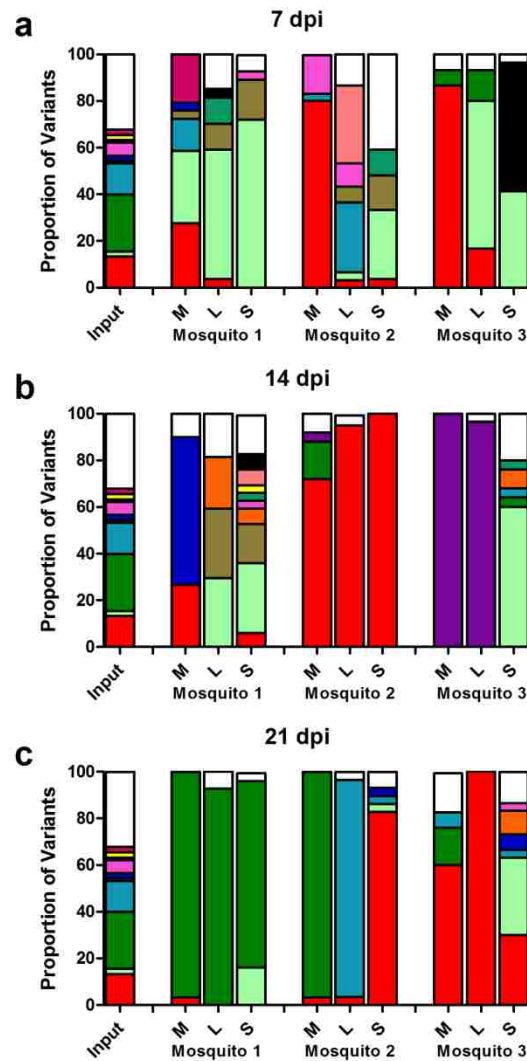 a
7 dpi
Proportion of Variants
100
80
60
40
20
0
Input
M
L
S
M
L
S
M
L
S
Mosquito 1
Mosquito 2
Mosquito 3
b
14 dpi
Proportion of Variants
100
80
60
40
20
0
Input
M
L
S
M
L
S
M
L
S
Mosquito 1
Mosquito 2
Mosquito 3
c
21 dpi
Proportion of Variants
100
80
60
40
20
0
Input
M
L
S
M
L
S
M
L
S
Mosquito 1
Mosquito 2
Mosquito 3